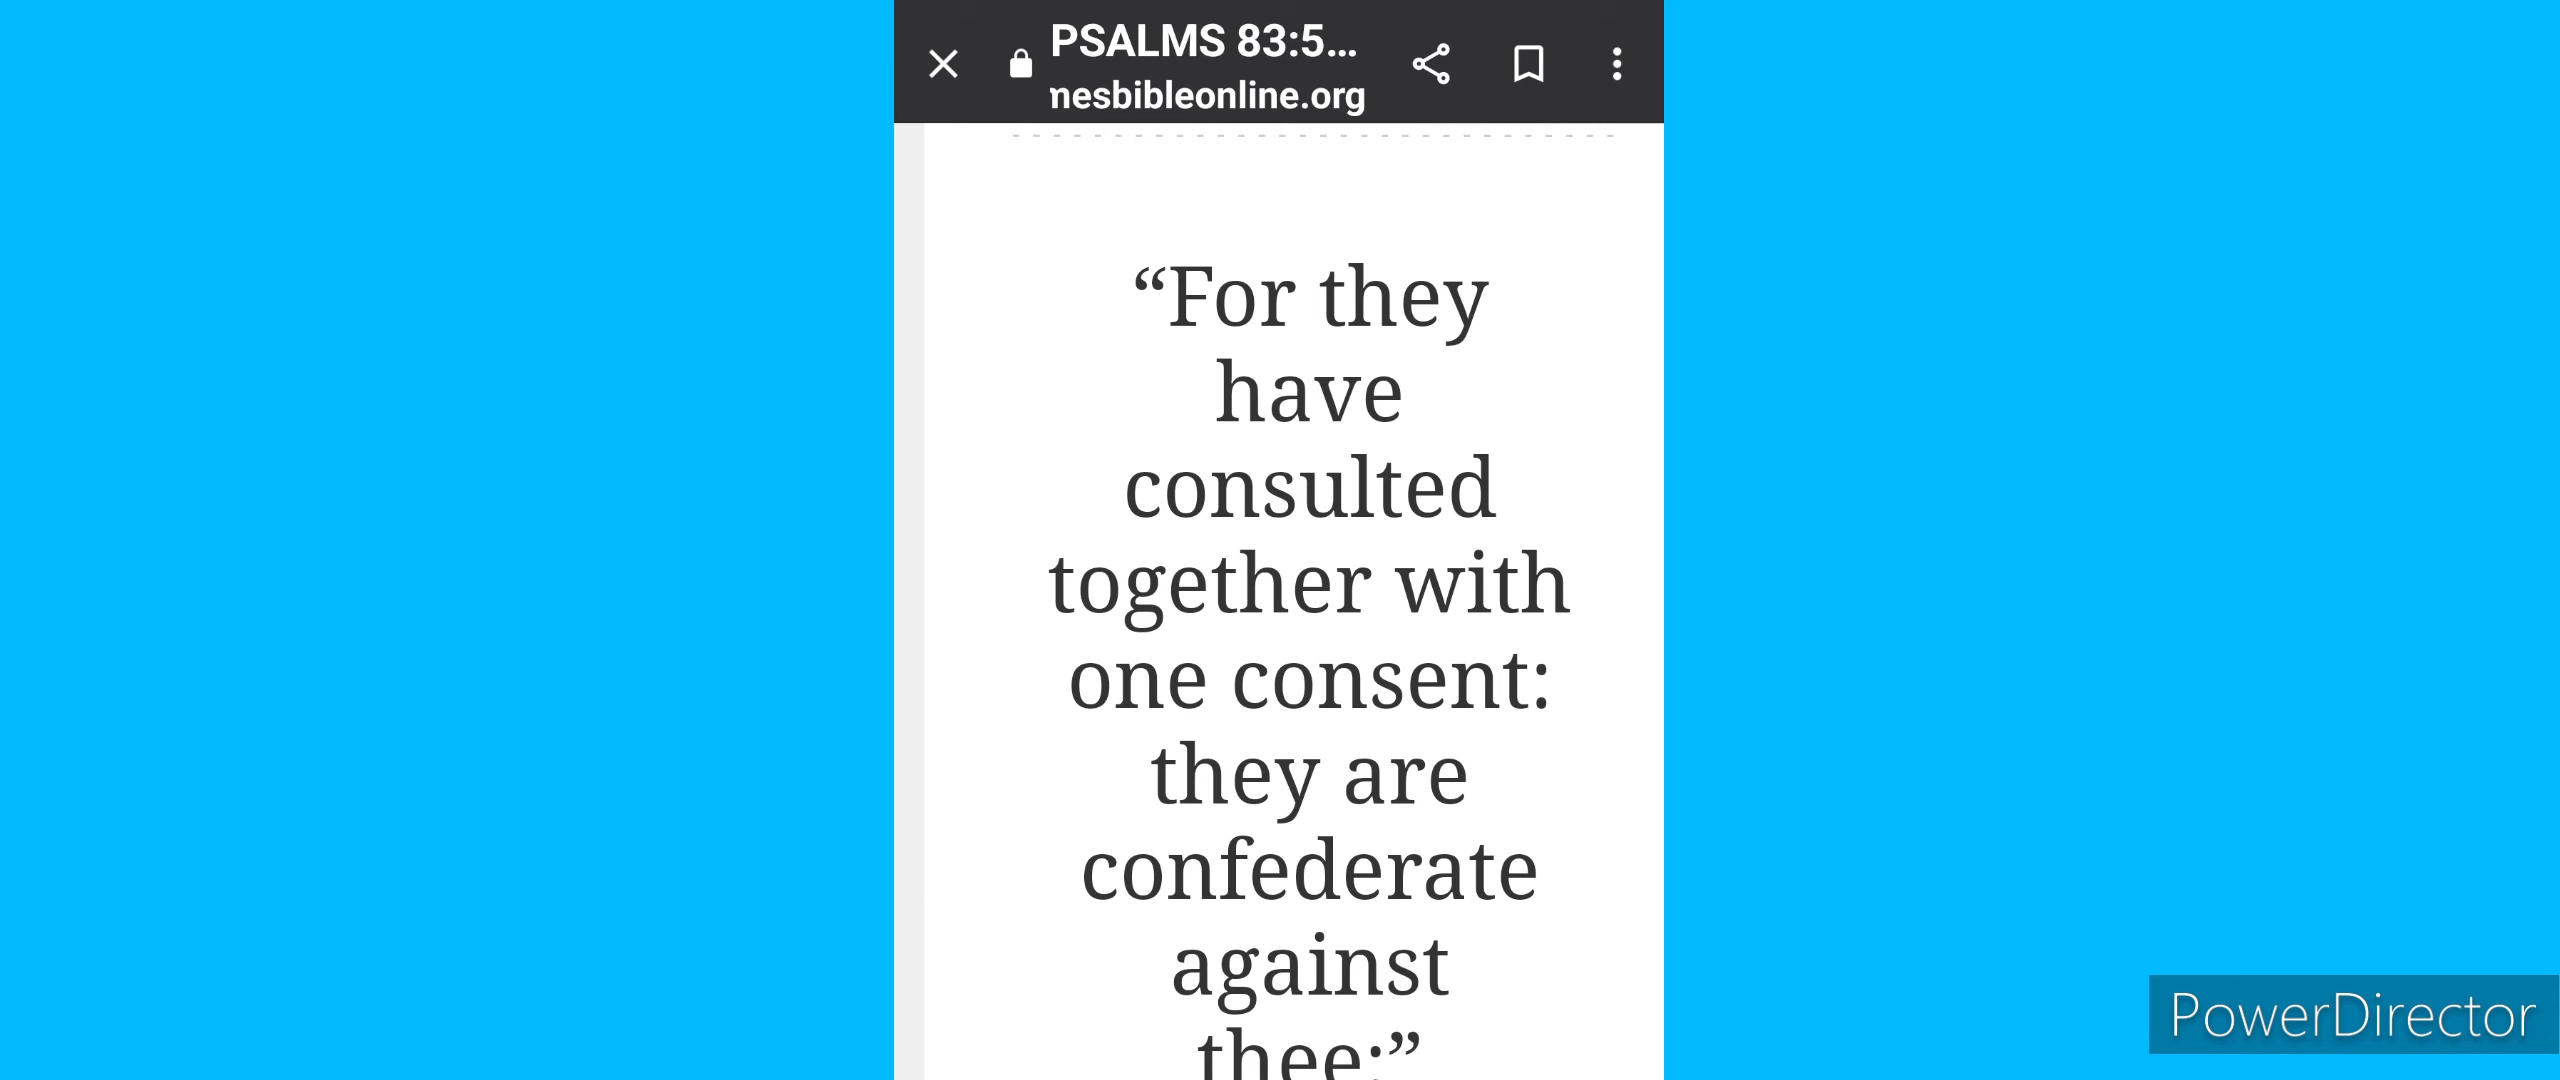 PSALMS 83:5...
nesbibleonline.org
“For they
have
consulted
together with
one consent:
they are
confederate
against
thee:”
PowerDirector